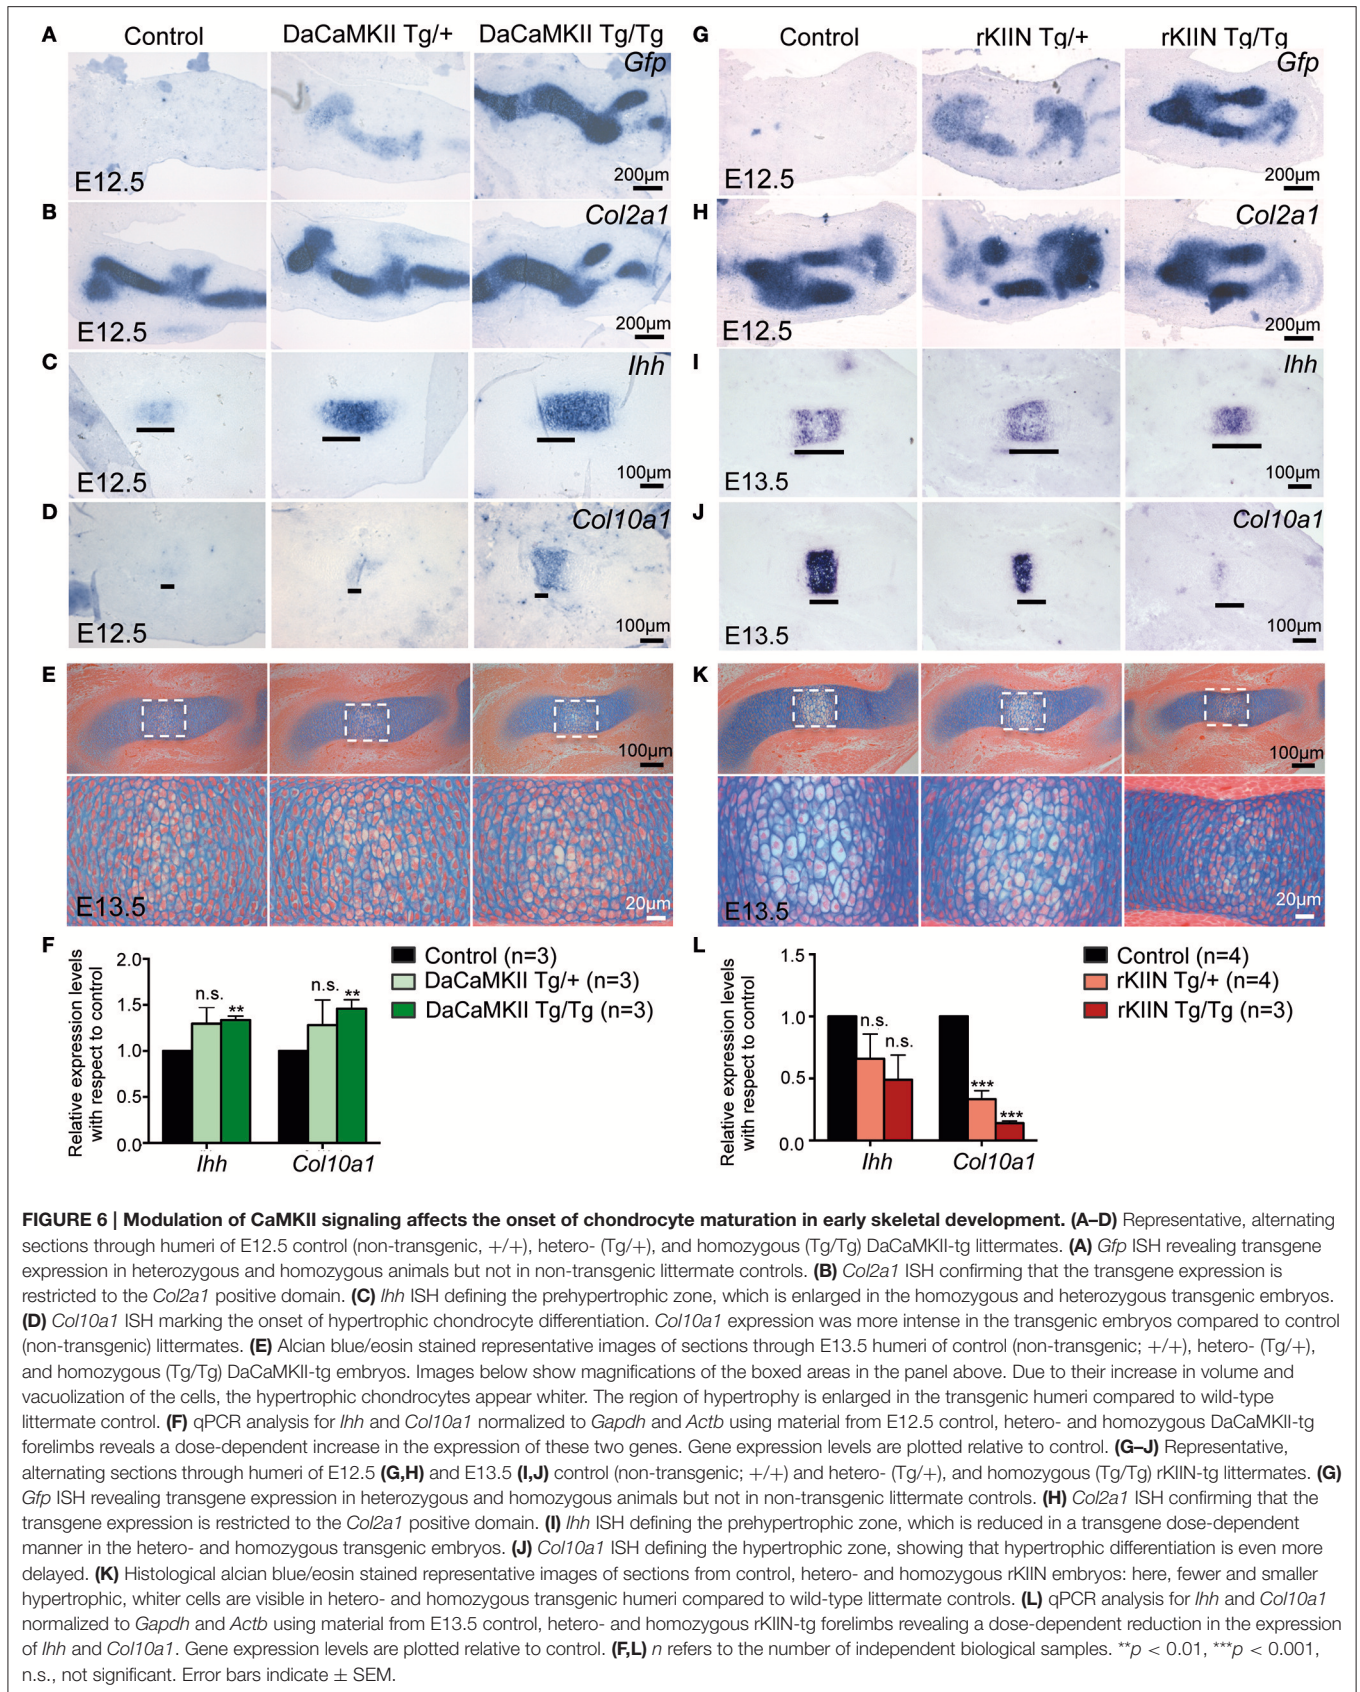 A
Control
DaCaMKII Tg/+
DaCaMKII Tg/Tg
Gfp
E12.5
200µm
B
Col2a1
E12.5
200µm
C
Ihh
E12.5
100µm
D
Col10a1
E12.5
100µm
E
100µm
E13.5
20µm
F
Relative expression levels
with respect to control
2.0
1.5
1.0
0.5
0.0
n.s.
**
n.s.
**
Ihh
Col10a1
Control (n=3)
DaCaMKII Tg/+ (n=3)
DaCaMKII Tg/Tg (n=3)
G
Control
rKIIN Tg/+
rKIIN Tg/Tg
Gfp
E12.5
200µm
H
Col2a1
E12.5
200µm
I
Ihh
E13.5
100µm
J
Col10a1
E13.5
100µm
K
100µm
E13.5
20µm
L
Relative expression levels
with respect to control
1.5
1.0
0.5
0.0
n.s.
n.s.
***
***
Ihh
Col10a1
Control (n=4)
rKIIN Tg/+ (n=4)
rKIIN Tg/Tg (n=3)
FIGURE 6 | Modulation of CaMKII signaling affects the onset of chondrocyte maturation in early skeletal development. (A–D) Representative, alternating
sections through humeri of E12.5 control (non-transgenic, +/+), hetero- (Tg/+), and homozygous (Tg/Tg) DaCaMKII-tg littermates. (A) Gfp ISH revealing transgene
expression in heterozygous and homozygous animals but not in non-transgenic littermate controls. (B) Col2a1 ISH confirming that the transgene expression is
restricted to the Col2a1 positive domain. (C) Ihh ISH defining the prehypertrophic zone, which is enlarged in the homozygous and heterozygous transgenic embryos.
(D) Col10a1 ISH marking the onset of hypertrophic chondrocyte differentiation. Col10a1 expression was more intense in the transgenic embryos compared to control
(non-transgenic) littermates. (E) Alcian blue/eosin stained representative images of sections through E13.5 humeri of control (non-transgenic; +/+), hetero- (Tg/+),
and homozygous (Tg/Tg) DaCaMKII-tg embryos. Images below show magnifications of the boxed areas in the panel above. Due to their increase in volume and
vacuolization of the cells, the hypertrophic chondrocytes appear whiter. The region of hypertrophy is enlarged in the transgenic humeri compared to wild-type
littermate control. (F) qPCR analysis for Ihh and Col10a1 normalized to Gapdh and Actb using material from E12.5 control, hetero- and homozygous DaCaMKII-tg
forelimbs reveals a dose-dependent increase in the expression of these two genes. Gene expression levels are plotted relative to control. (G–J) Representative,
alternating sections through humeri of E12.5 (G,H) and E13.5 (I,J) control (non-transgenic; +/+) and hetero- (Tg/+), and homozygous (Tg/Tg) rKIIN-tg littermates. (G)
Gfp ISH revealing transgene expression in heterozygous and homozygous animals but not in non-transgenic littermate controls. (H) Col2a1 ISH confirming that the
transgene expression is restricted to the Col2a1 positive domain. (I) Ihh ISH defining the prehypertrophic zone, which is reduced in a transgene dose-dependent
manner in the hetero- and homozygous transgenic embryos. (J) Col10a1 ISH defining the hypertrophic zone, showing that hypertrophic differentiation is even more
delayed. (K) Histological alcian blue/eosin stained representative images of sections from control, hetero- and homozygous rKIIN embryos: here, fewer and smaller
hypertrophic, whiter cells are visible in hetero- and homozygous transgenic humeri compared to wild-type littermate controls. (L) qPCR analysis for Ihh and Col10a1
normalized to Gapdh and Actb using material from E13.5 control, hetero- and homozygous rKIIN-tg forelimbs revealing a dose-dependent reduction in the expression
of Ihh and Col10a1. Gene expression levels are plotted relative to control. (F,L) n refers to the number of independent biological samples. **p < 0.01, ***p < 0.001,
n.s., not significant. Error bars indicate ± SEM.